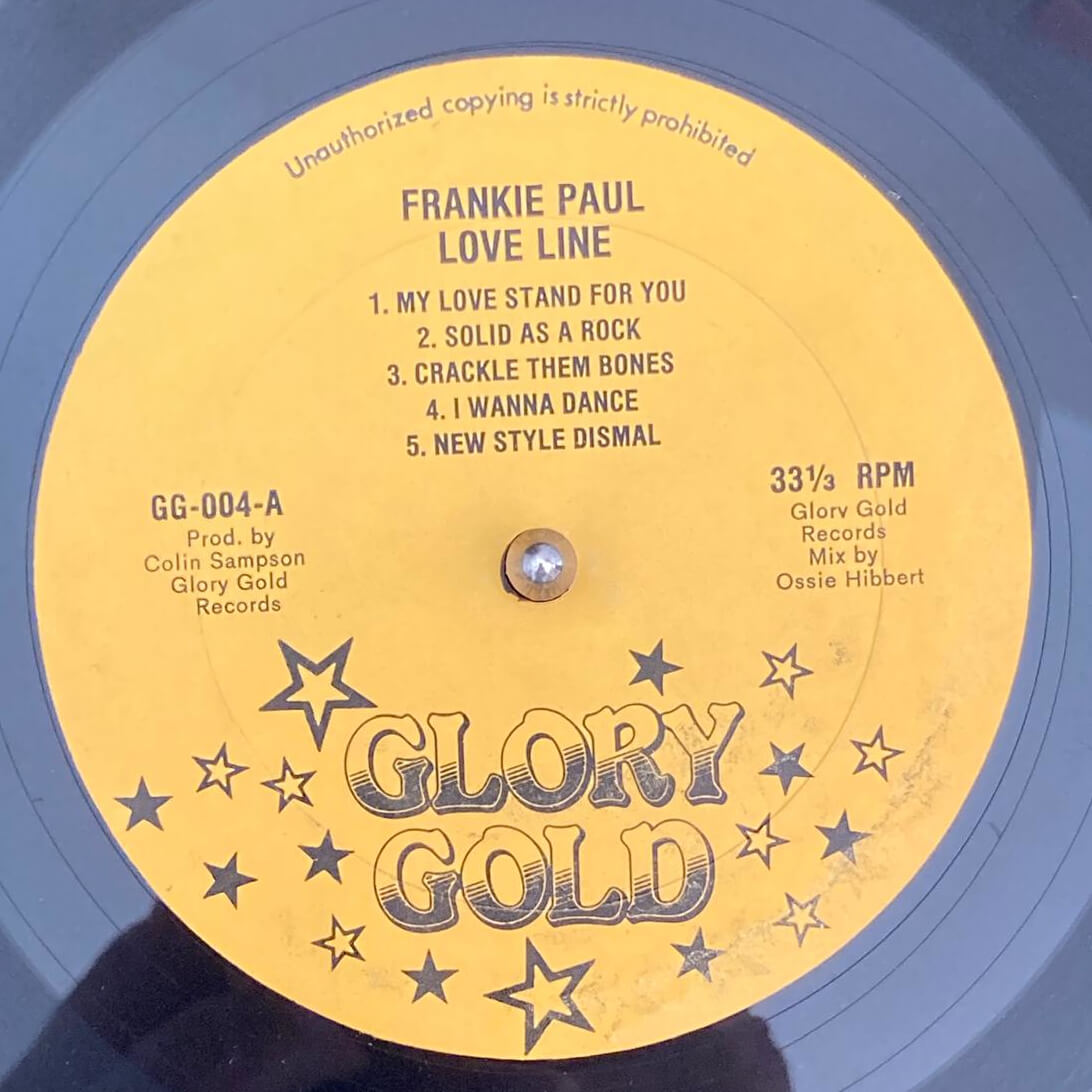 Unauthorized copying is strictly prohibited
FRANKIE PAUL
LOVE LINE
1. MY LOVE STAND FOR YOU
2. SOLID AS A ROCK
3. CRACKLE THEM BONES
4. I WANNA DANCE
5. NEW STYLE DISMAL
GG-004-A
Prod. by
Colin Sampson
Glory Gold
Records
33⅓ RPM
Glorv Gold
Records
Mix by
Ossie Hibbert
GLORY
GOLD